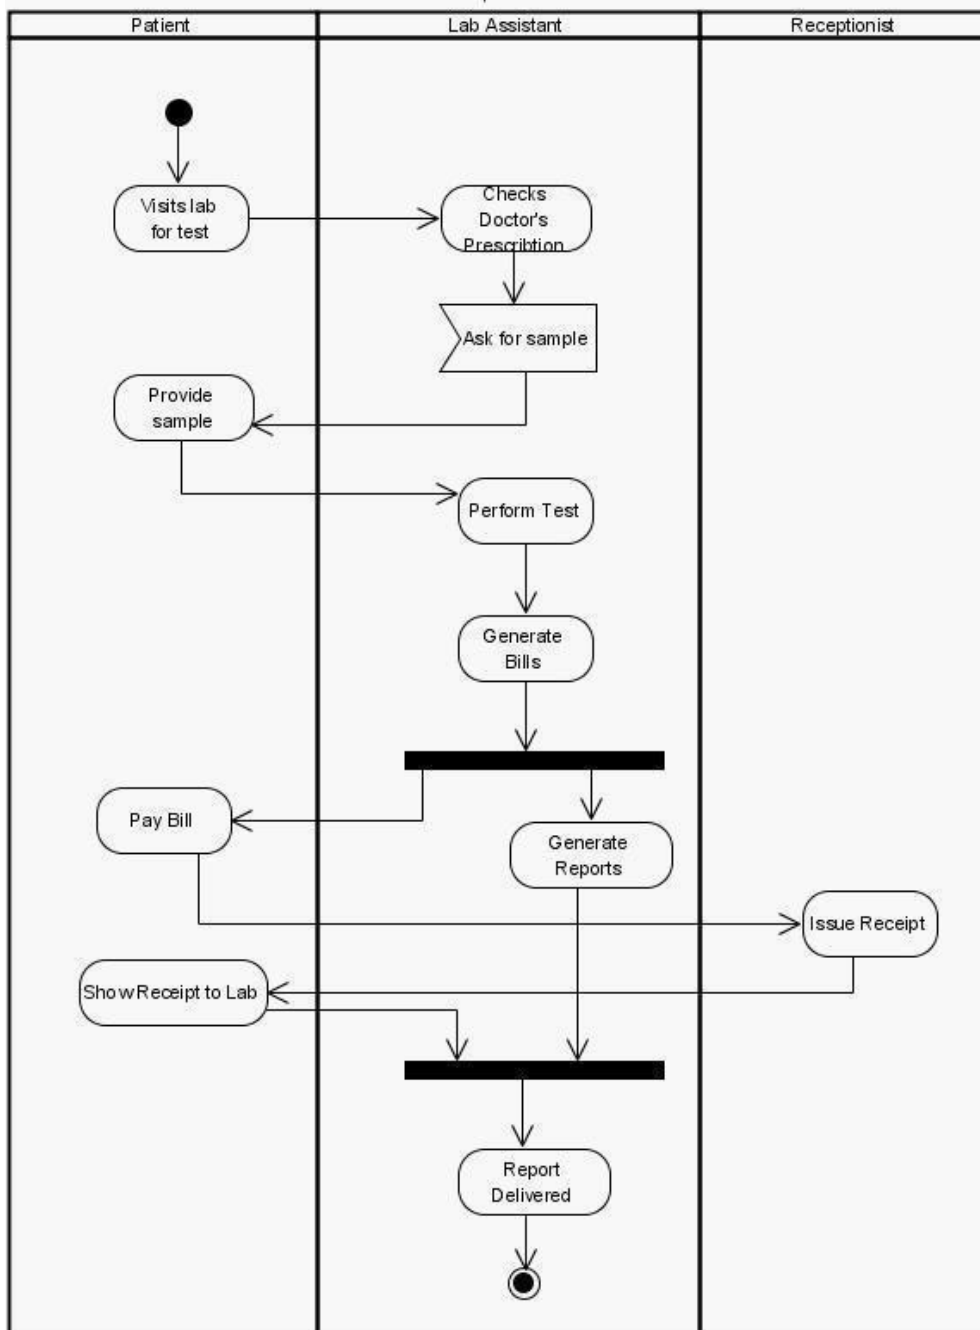 Patient
Lab Assistant
Receptionist
Visits lab
for test
Checks
Doctor's
Prescribtion
Ask for sample
Provide
sample
Perform Test
Generate
Bills
Pay Bill
Generate
Reports
Issue Receipt
Show Receipt to Lab
Report
Delivered